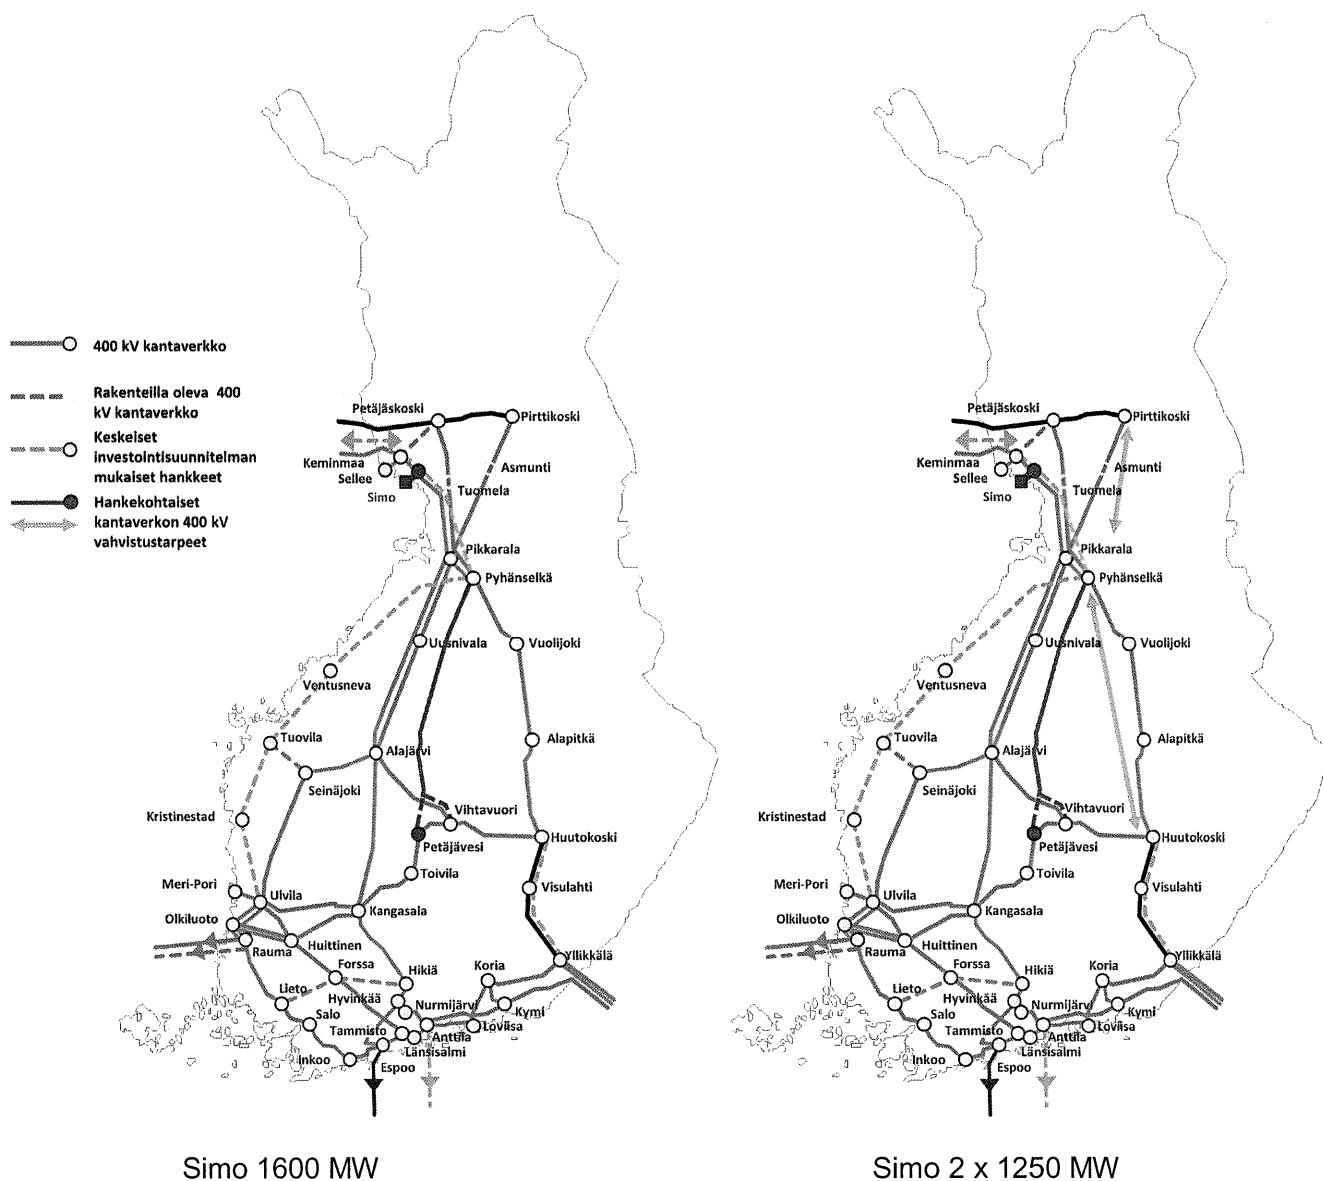 400 kV kantaverkko
Rakenteilla oleva 400
kV kantaverkko
Keskeiset
investointisuunnitelman
mukaiset hankkeet
Hankekohtaiset
kantaverkon 400 kV
vahvistustarpeet
Petäjäskoski
Pirttikoski
Keminmaa
Asmunti
Sellee
Simo
Tuomela
Pikkarala
Pyhänselkä
Uusnivala
Vuolijoki
Ventusneva
Tuovila
Alajärvi
Alapitkä
Seinäjoki
Vihtavuori
Kristinestad
Huutokoski
Petäjävesi
Toivila
Meri-Pori
Ulvila
Visulahti
Kangasala
Olkiluoto
Huittinen
Rauma
Yllikkälä
Forssa
Koria
Hikiä
Lieto
Hyvinkää
Nurmijärvi
Kymi
Salo
Tammisto
Loviisa
Anttila
Länsisalmi
Inkoo
Espoo
Simo 1600 MW
Petäjäskoski
Pirttikoski
Keminmaa
Asmunti
Sellee
Simo
Tuomela
Pikkarala
Pyhänselkä
Uusnivala
Vuolijoki
Ventusneva
Tuovila
Alajärvi
Alapitkä
Seinäjoki
Vihtavuori
Kristinestad
Huutokoski
Petäjävesi
Toivila
Meri-Pori
Ulvila
Visulahti
Kangasala
Olkiluoto
Huittinen
Rauma
Yllikkälä
Forssa
Koria
Hikiä
Lieto
Hyvinkää
Nurmijärvi
Kymi
Salo
Tammisto
Loviisa
Anttila
Länsisalmi
Inkoo
Espoo
Simo 2 x 1250 MW